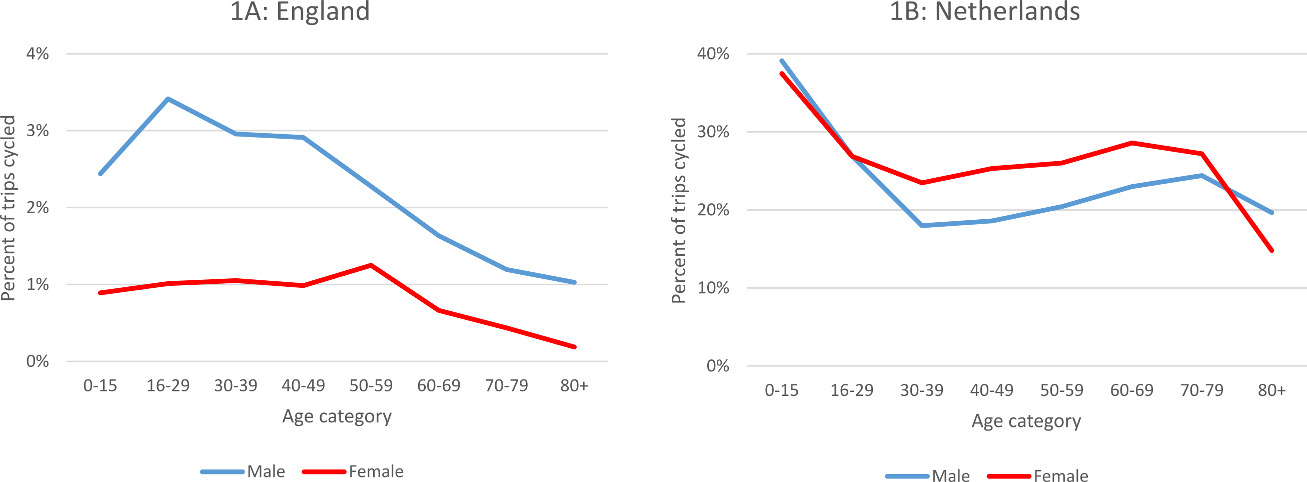 1A: England
Percent of trips cycled
4%
3%
2%
1%
0%
0-15 16-29 30-39 40-49 50-59 60-69 70-79 80+
Age category
Male Female
1B: Netherlands
Percent of trips cycled
40%
30%
20%
10%
0%
0-15 16-29 30-39 40-49 50-59 60-69 70-79 80+
Age category
Male Female